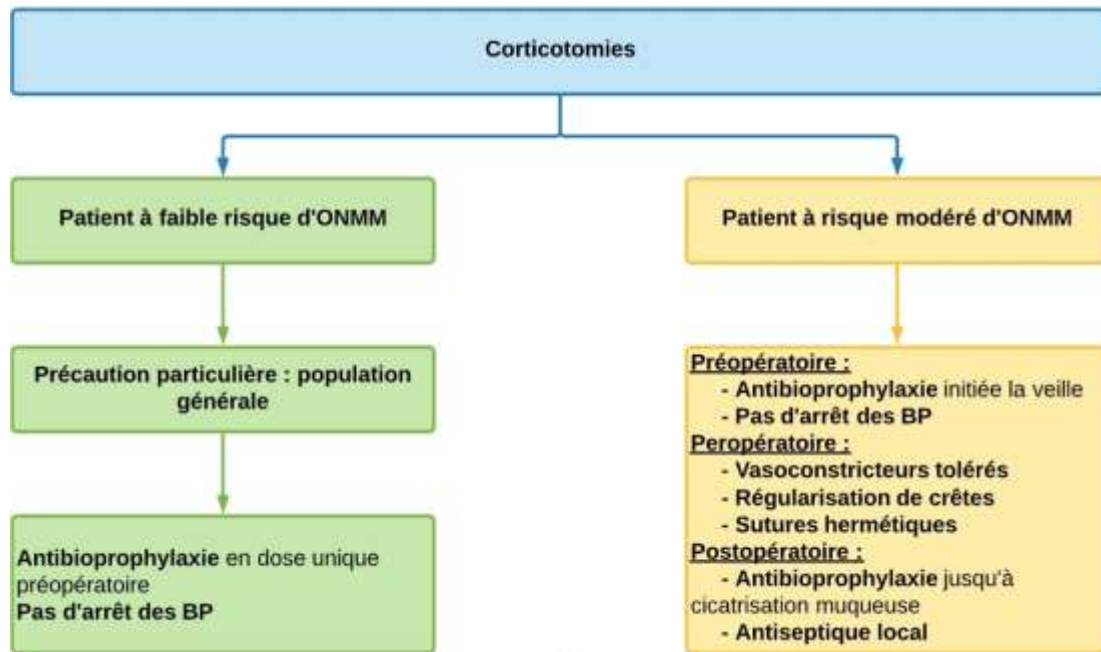 Corticotomies
Patient à faible risque d'ONMM
Patient à risque modéré d'ONMM
Précaution particulière : population
générale
Antibioprophylaxie en dose unique
préopératoire
Pas d'arrêt des BP
Préopératoire :
- Antibioprophylaxie initiée la veille
- Pas d'arrêt des BP
Peropératoire :
- Vasoconstricteurs tolérés
- Régularisation de crêtes
- Sutures hermétiques
Postopératoire :
- Antibioprophylaxie jusqu'à
cicatrisation muqueuse
- Antiseptique local